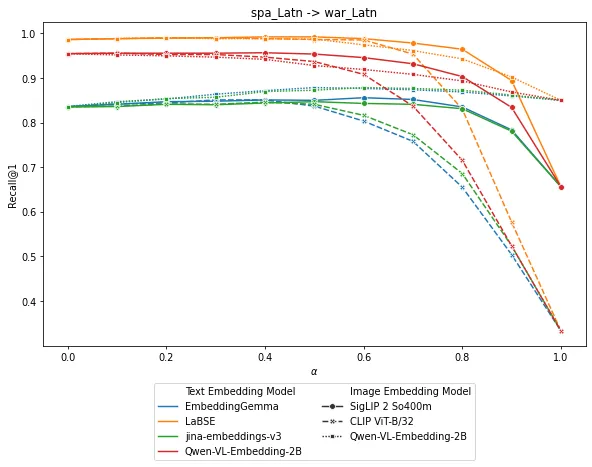 spa_Latn -> war_Latn
Recall@1
1.0
0.9
0.8
0.7
0.6
0.5
0.4
0.0 0.2 0.4 0.6 0.8 1.0
α
Text Embedding Model
EmbeddingGemma
LaBSE
jina-embeddings-v3
Qwen-VL-Embedding-2B
Image Embedding Model
SigLIP 2 So400m
CLIP ViT-B/32
Qwen-VL-Embedding-2B